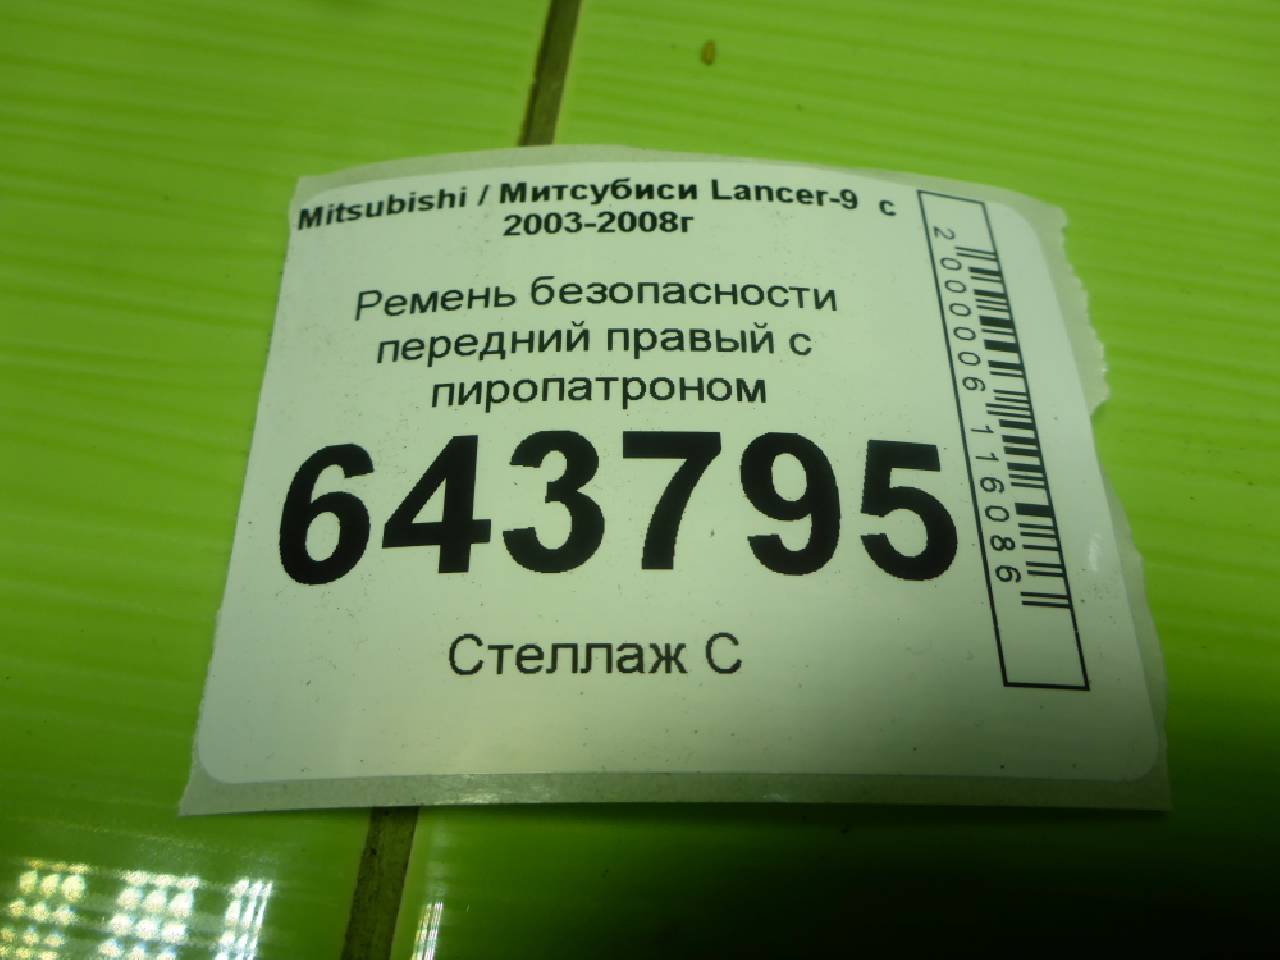 Mitsubishi / Митсубиси Lancer-9 с
2003-2008г
Ремень безопасности
передний правый с
пиропатроном
643795
Стеллаж С
2000006116086